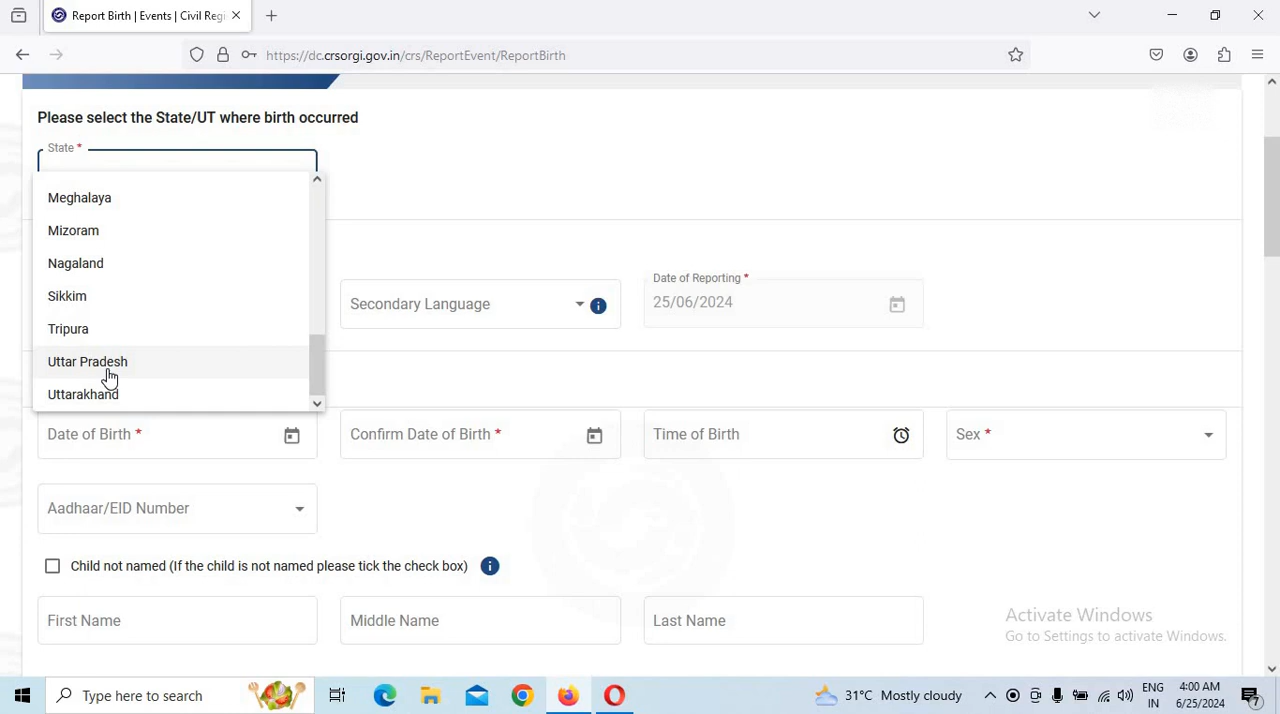 Report Birth | Events | Civil Regi
https://dc.crsorgi.gov.in/crs/ReportEvent/ReportBirth
Please select the State/UT where birth occurred
State *
Meghalaya
Mizoram
Nagaland
Sikkim
Tripura
Uttar Pradesh
Uttarakhand
Secondary Language
Date of Reporting *
25/06/2024
Date of Birth *
Confirm Date of Birth *
Time of Birth
Sex *
Aadhaar/EID Number
Child not named (If the child is not named please tick the check box)
First Name
Middle Name
Last Name
Activate Windows
Go to Settings to activate Windows.
Type here to search
31°C Mostly cloudy
ENG
IN
4:00 AM
6/25/2024
7